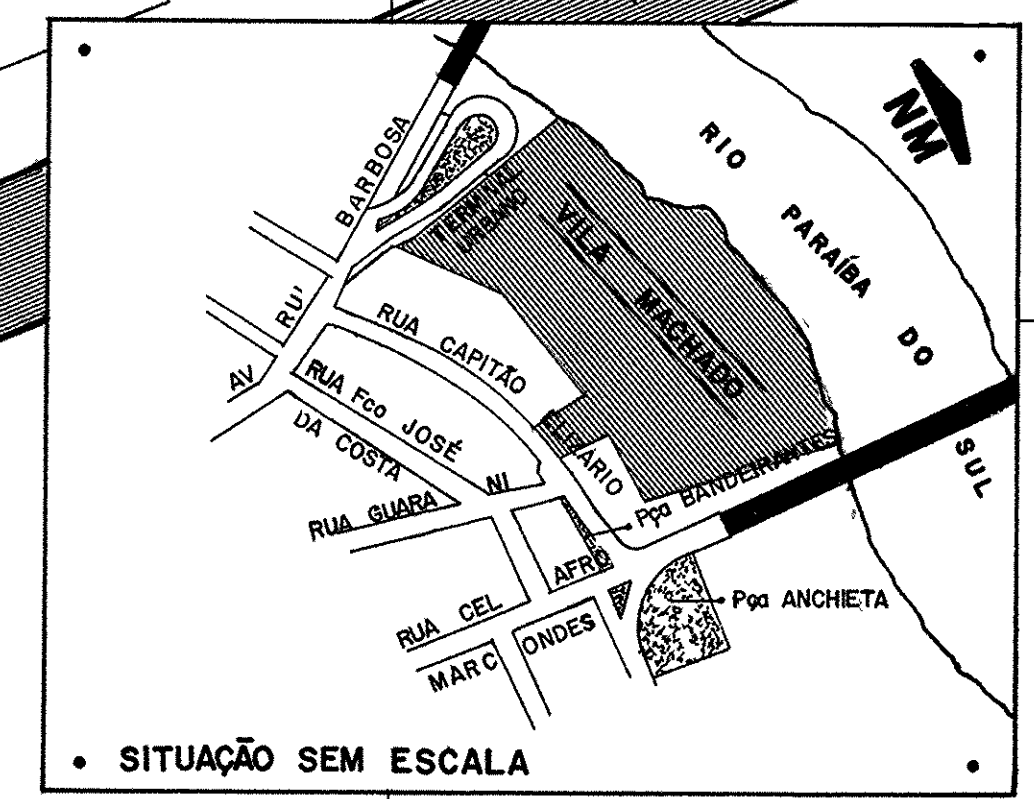 NM
RIO PARAÍBA DO SUL
AV RU' BARBOSA
TERMINAL
URBANO
VILA MACHADO
RUA CAPITÃO ELIZÁRIO
RUA Fco JOSÉ
DA COSTA
RUA GUARA NI
Pça BANDEIRANTES
RUA CEL AFRO
MARC ONDES
Pça ANCHIETA
SITUAÇÃO SEM ESCALA